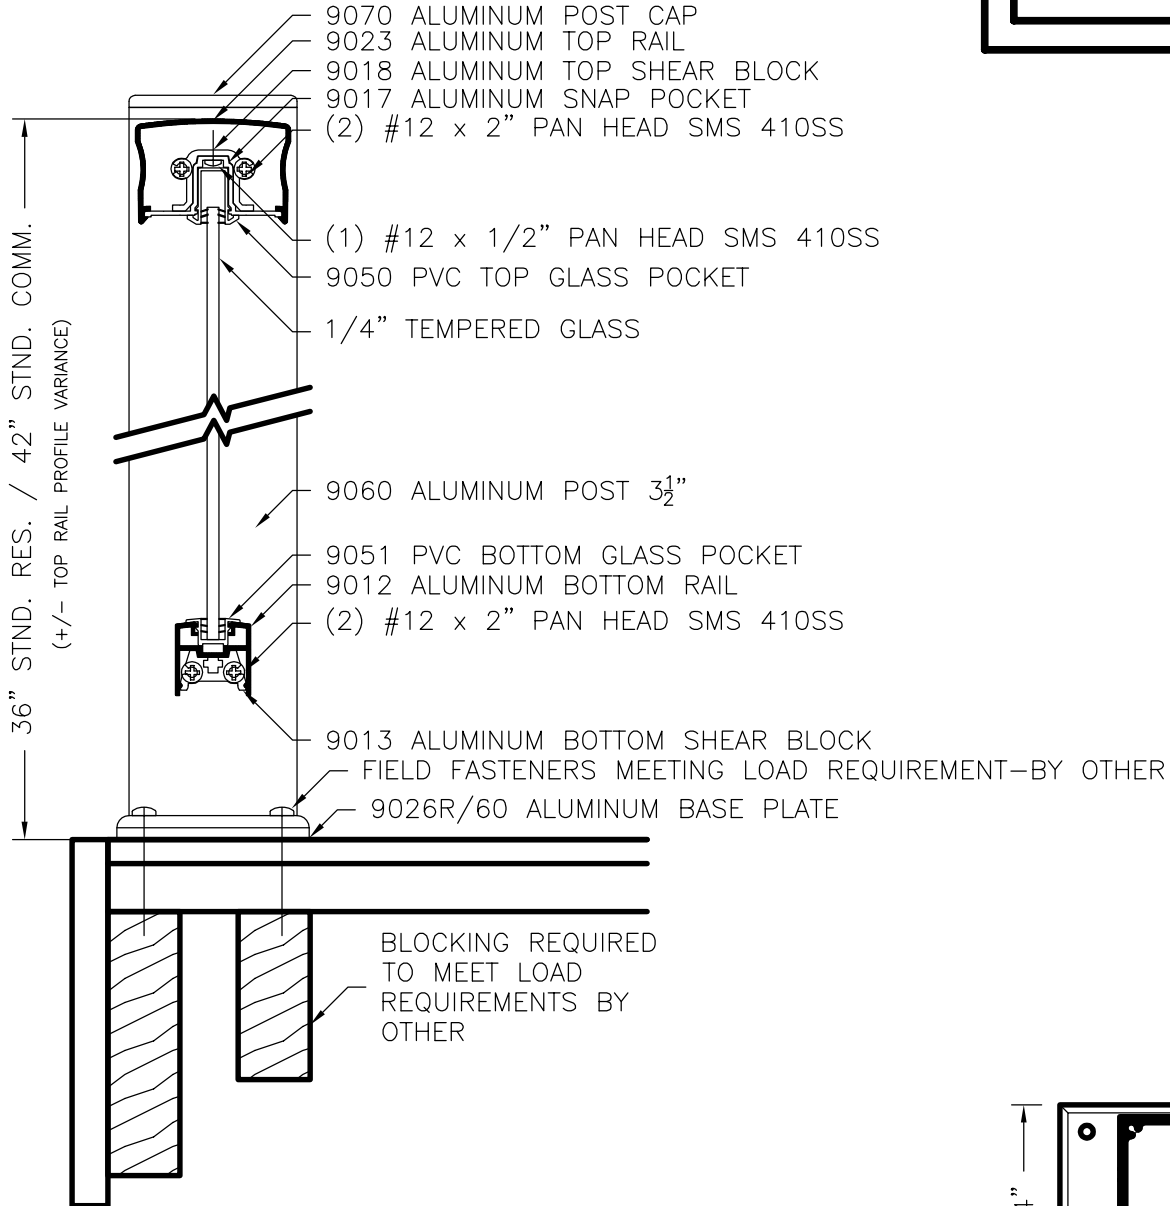 9070 ALUMINUM POST CAP
9023 ALUMINUM TOP RAIL
9018 ALUMINUM TOP SHEAR BLOCK
9017 ALUMINUM SNAP POCKET
(2) #12 x 2” PAN HEAD SMS 410SS
(1) #12 x 1/2” PAN HEAD SMS 410SS
9050 PVC TOP GLASS POCKET
1/4” TEMPERED GLASS
36” STND. RES. / 42” STND. COMM.
(+/- TOP RAIL PROFILE VARIANCE)
9060 ALUMINUM POST 3½”
9051 PVC BOTTOM GLASS POCKET
9012 ALUMINUM BOTTOM RAIL
(2) #12 x 2” PAN HEAD SMS 410SS
9013 ALUMINUM BOTTOM SHEAR BLOCK
FIELD FASTENERS MEETING LOAD REQUIREMENT-BY OTHER
9026R/60 ALUMINUM BASE PLATE
BLOCKING REQUIRED
TO MEET LOAD
REQUIREMENTS BY
OTHER